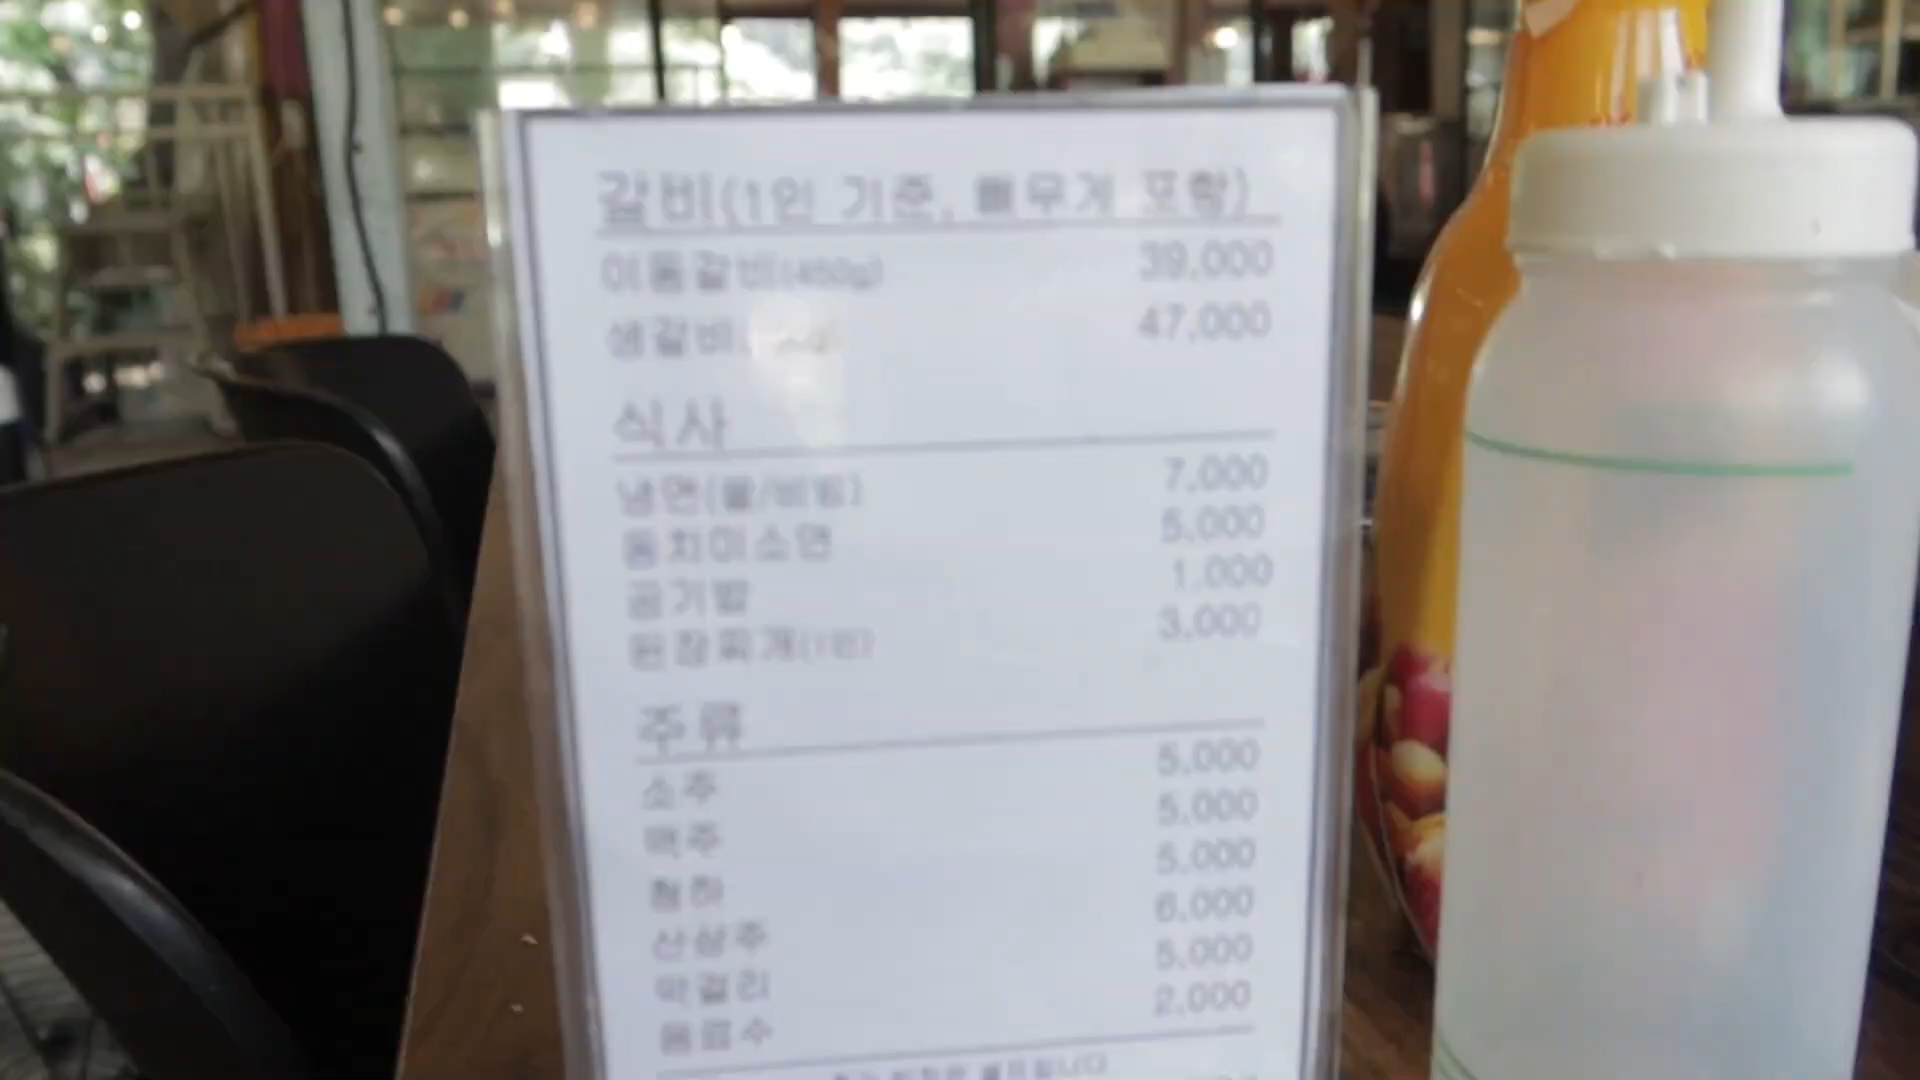 갈비(1인 기준, 뼈무게 포함)
이동갈비(450g) 39,000
생갈비 47,000
식사
냉면(물/비빔) 7,000
동치미소면 5,000
공기밥 1,000
된장찌개(1인) 3,000
주류
소주 5,000
맥주 5,000
청하 5,000
산삼주 6,000
막걸리 5,000
음료수 2,000